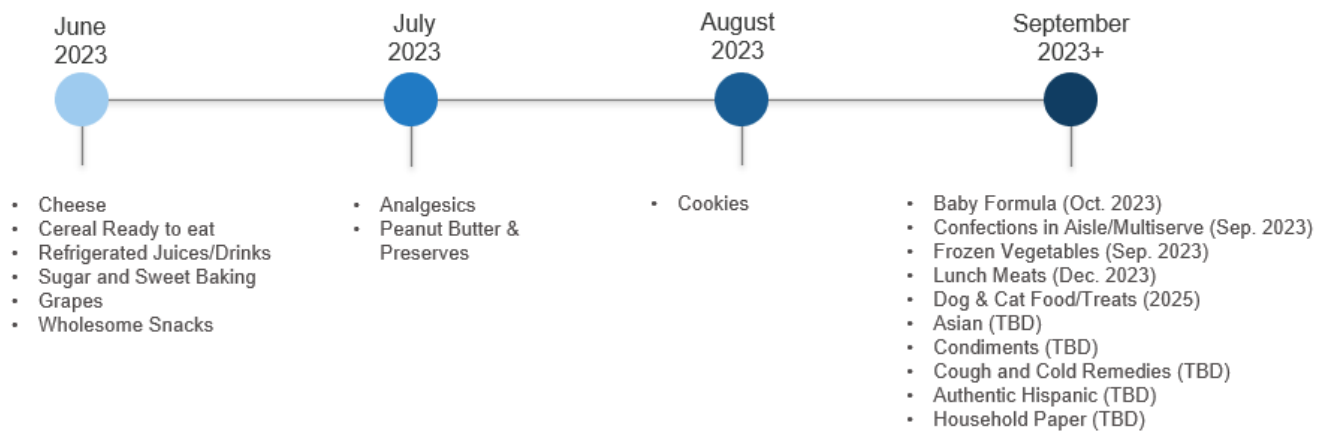 June
2023
July
2023
August
2023
September
2023+
• Cheese
• Cereal Ready to eat
• Refrigerated Juices/Drinks
• Sugar and Sweet Baking
• Grapes
• Wholesome Snacks
• Analgesics
• Peanut Butter &
Preserves
• Cookies
• Baby Formula (Oct. 2023)
• Confections in Aisle/Multiserve (Sep. 2023)
• Frozen Vegetables (Sep. 2023)
• Lunch Meats (Dec. 2023)
• Dog & Cat Food/Treats (2025)
• Asian (TBD)
• Condiments (TBD)
• Cough and Cold Remedies (TBD)
• Authentic Hispanic (TBD)
• Household Paper (TBD)